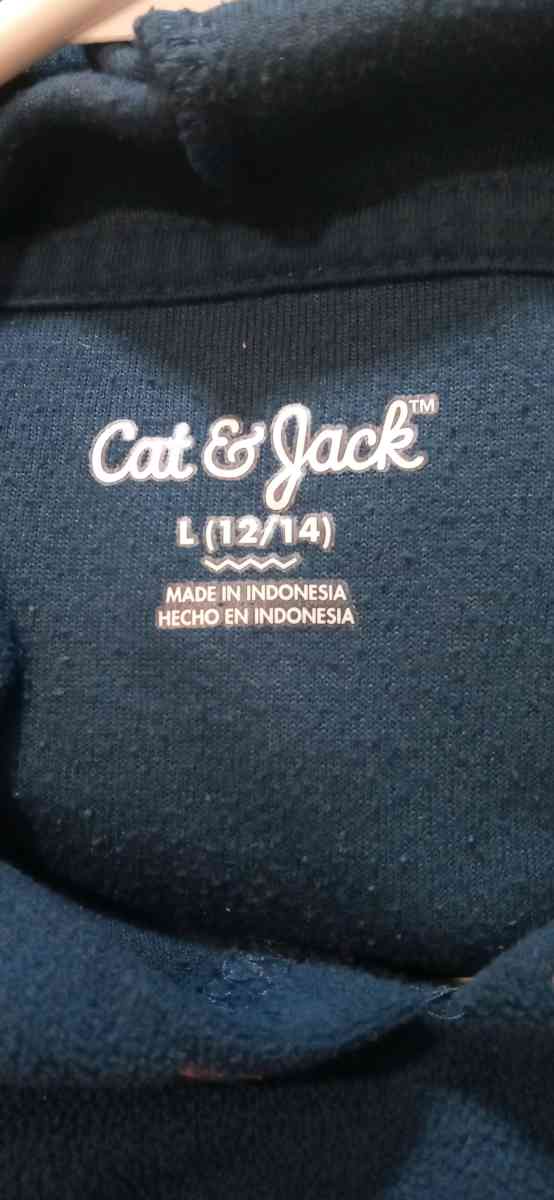 Cat & Jack™
L (12/14)
MADE IN INDONESIA
HECHO EN INDONESIA